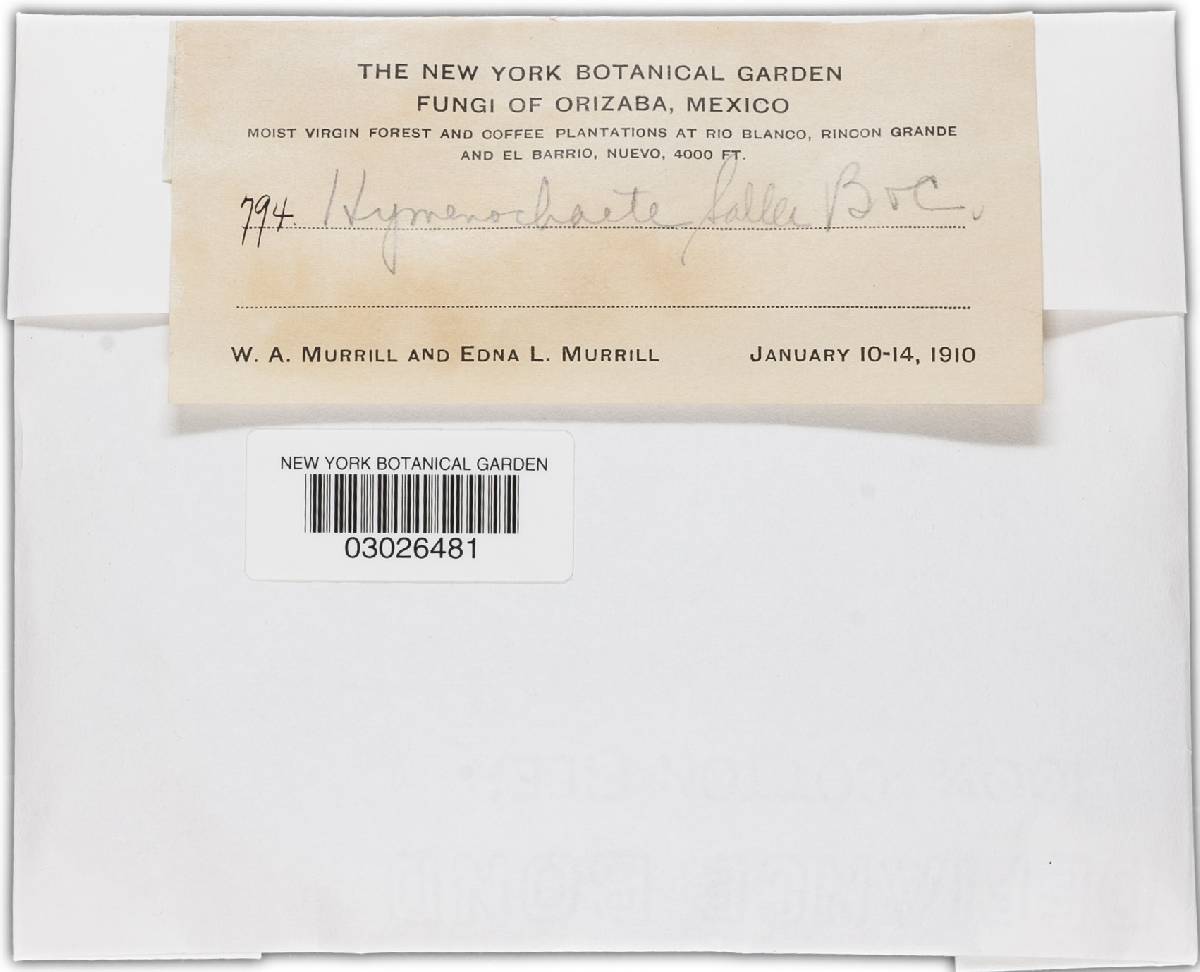 THE NEW YORK BOTANICAL GARDEN
FUNGI OF ORIZABA, MEXICO
MOIST VIRGIN FOREST AND COFFEE PLANTATIONS AT RIO BLANCO, RINCON GRANDE
AND EL BARRIO, NUEVO, 4000 FT.
794. Hymenochaete B & C.
W. A. MURRILL AND EDNA L. MURRILL JANUARY 10-14, 1910
NEW YORK BOTANICAL GARDEN
03026481